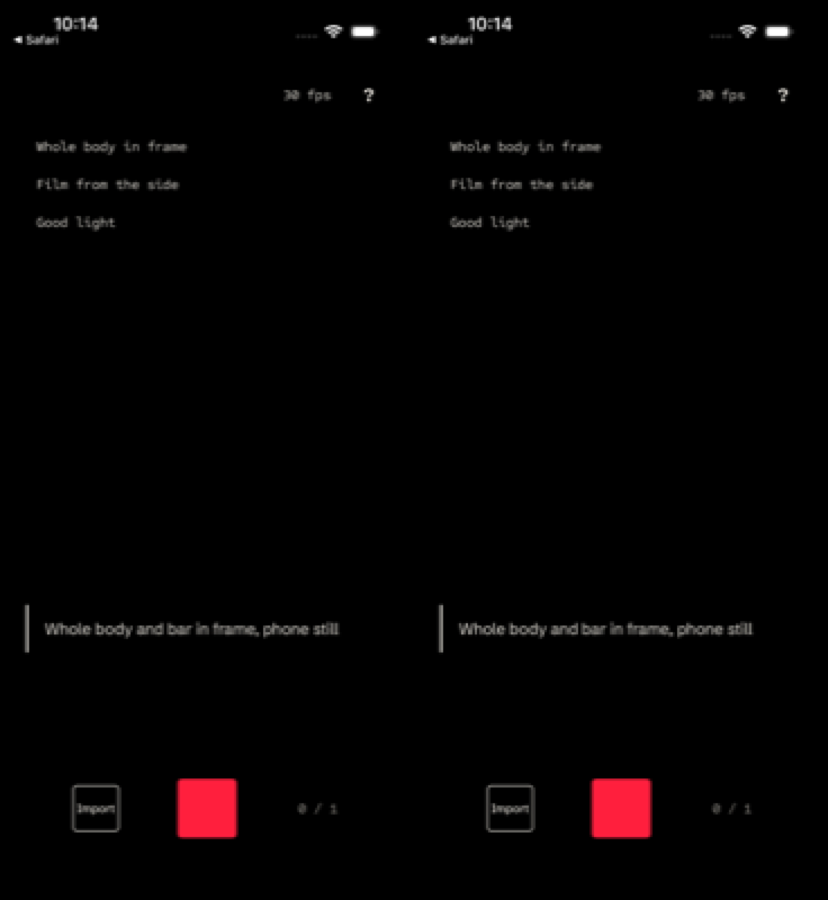 10:14
◀ Safari
30 fps ?
Whole body in frame
Film from the side
Good light
Whole body and bar in frame, phone still
Import
0 / 1
10:14
◀ Safari
30 fps ?
Whole body in frame
Film from the side
Good light
Whole body and bar in frame, phone still
Import
0 / 1